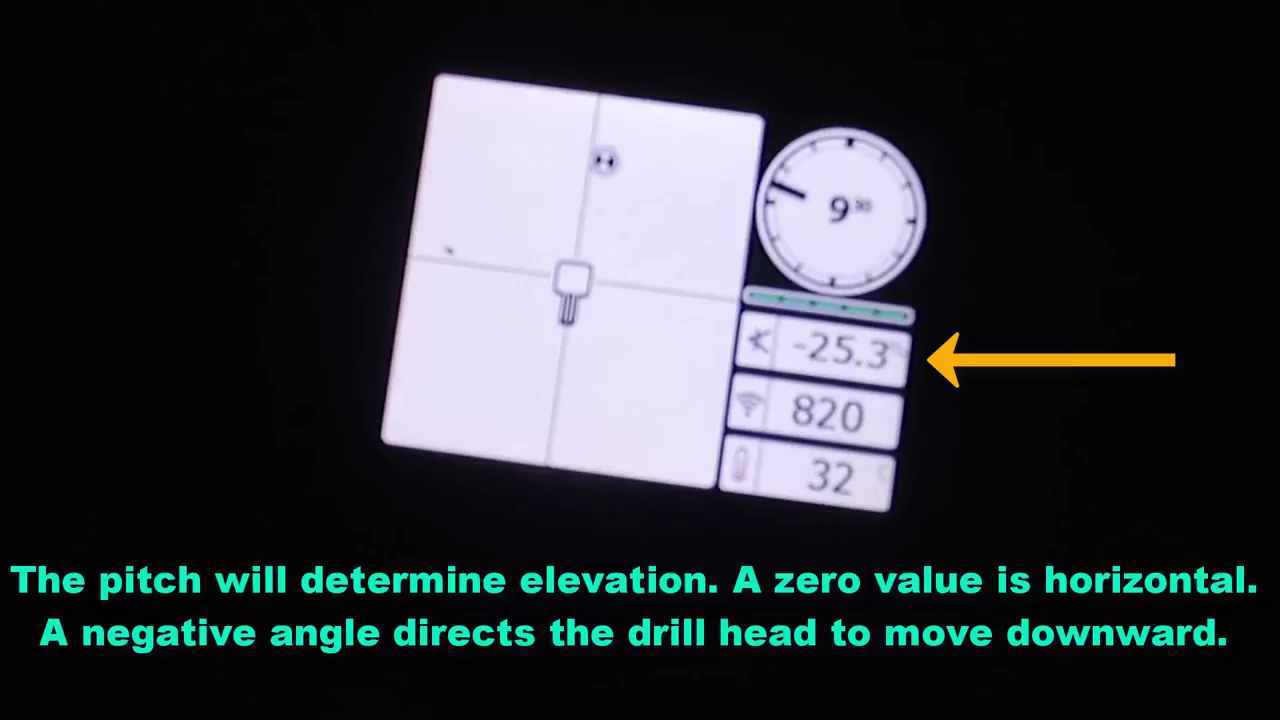 9³⁰
-25.3
820
32
The pitch will determine elevation. A zero value is horizontal.
A negative angle directs the drill head to move downward.